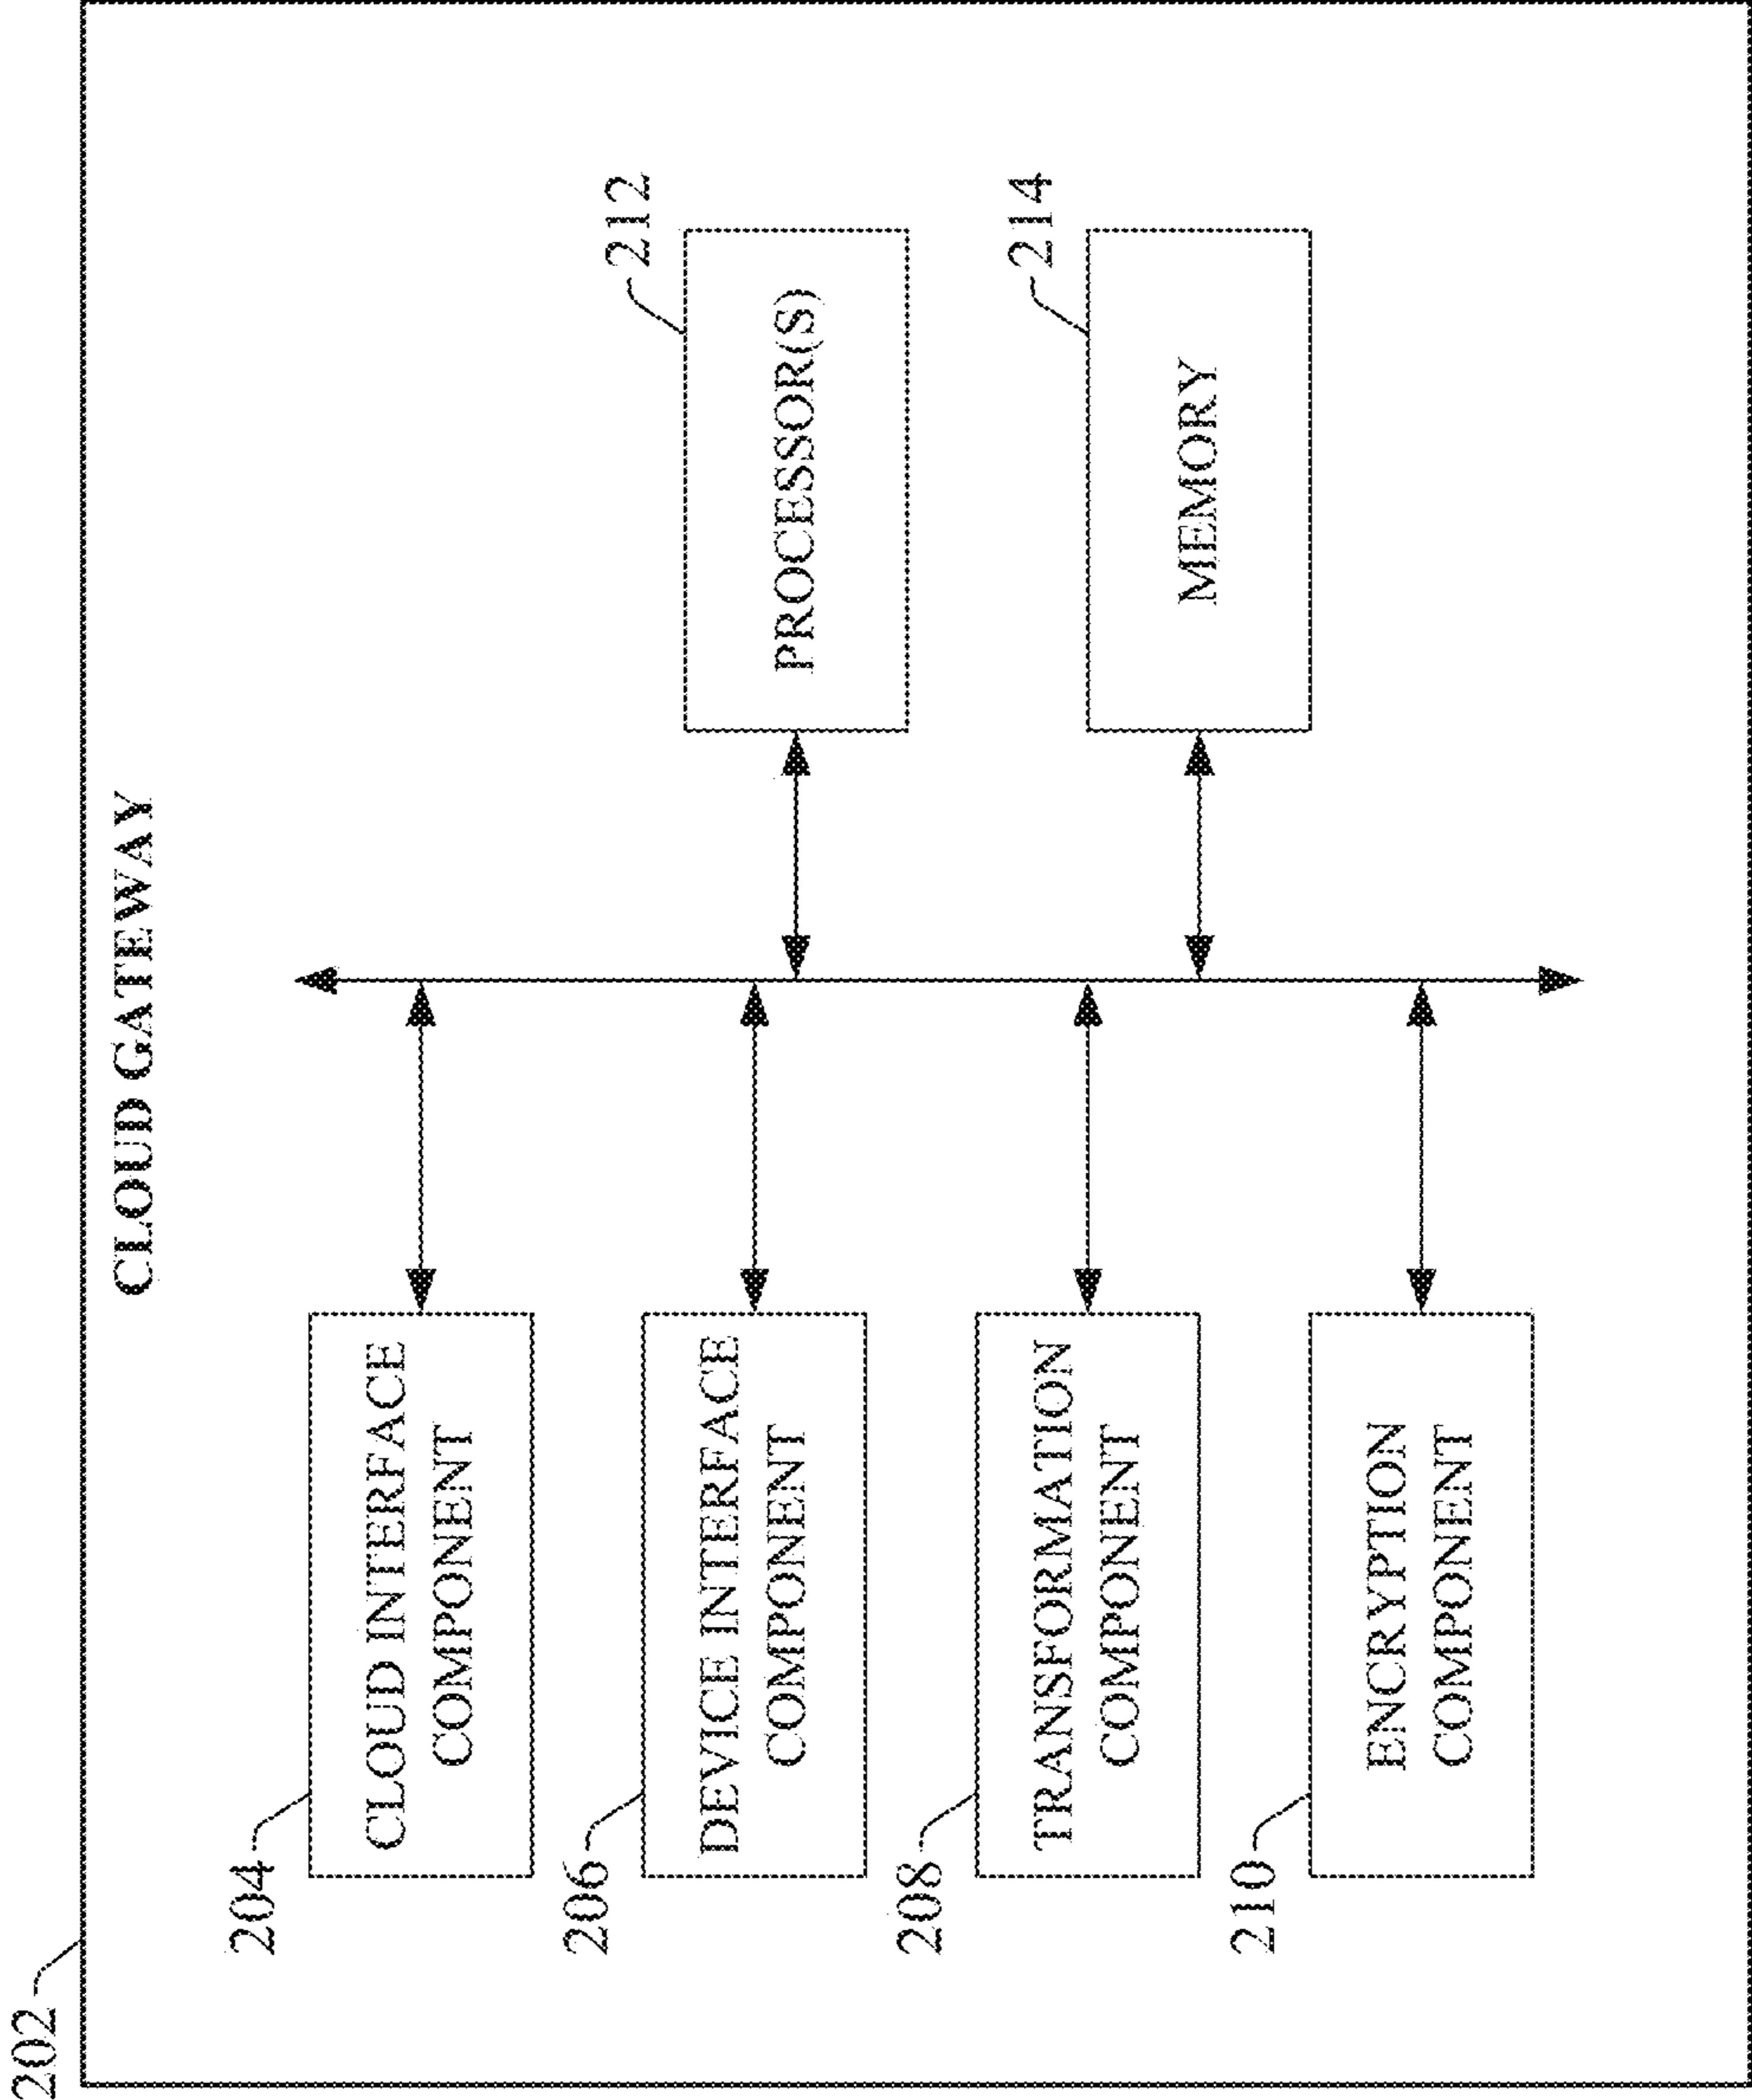 202
CLOUD GATEWAY
204
CLOUD INTERFACE
COMPONENT
206
DEVICE INTERFACE
COMPONENT
208
TRANSFORMATION
COMPONENT
210
ENCRYPTION
COMPONENT
212
PROCESSOR(S)
214
MEMORY